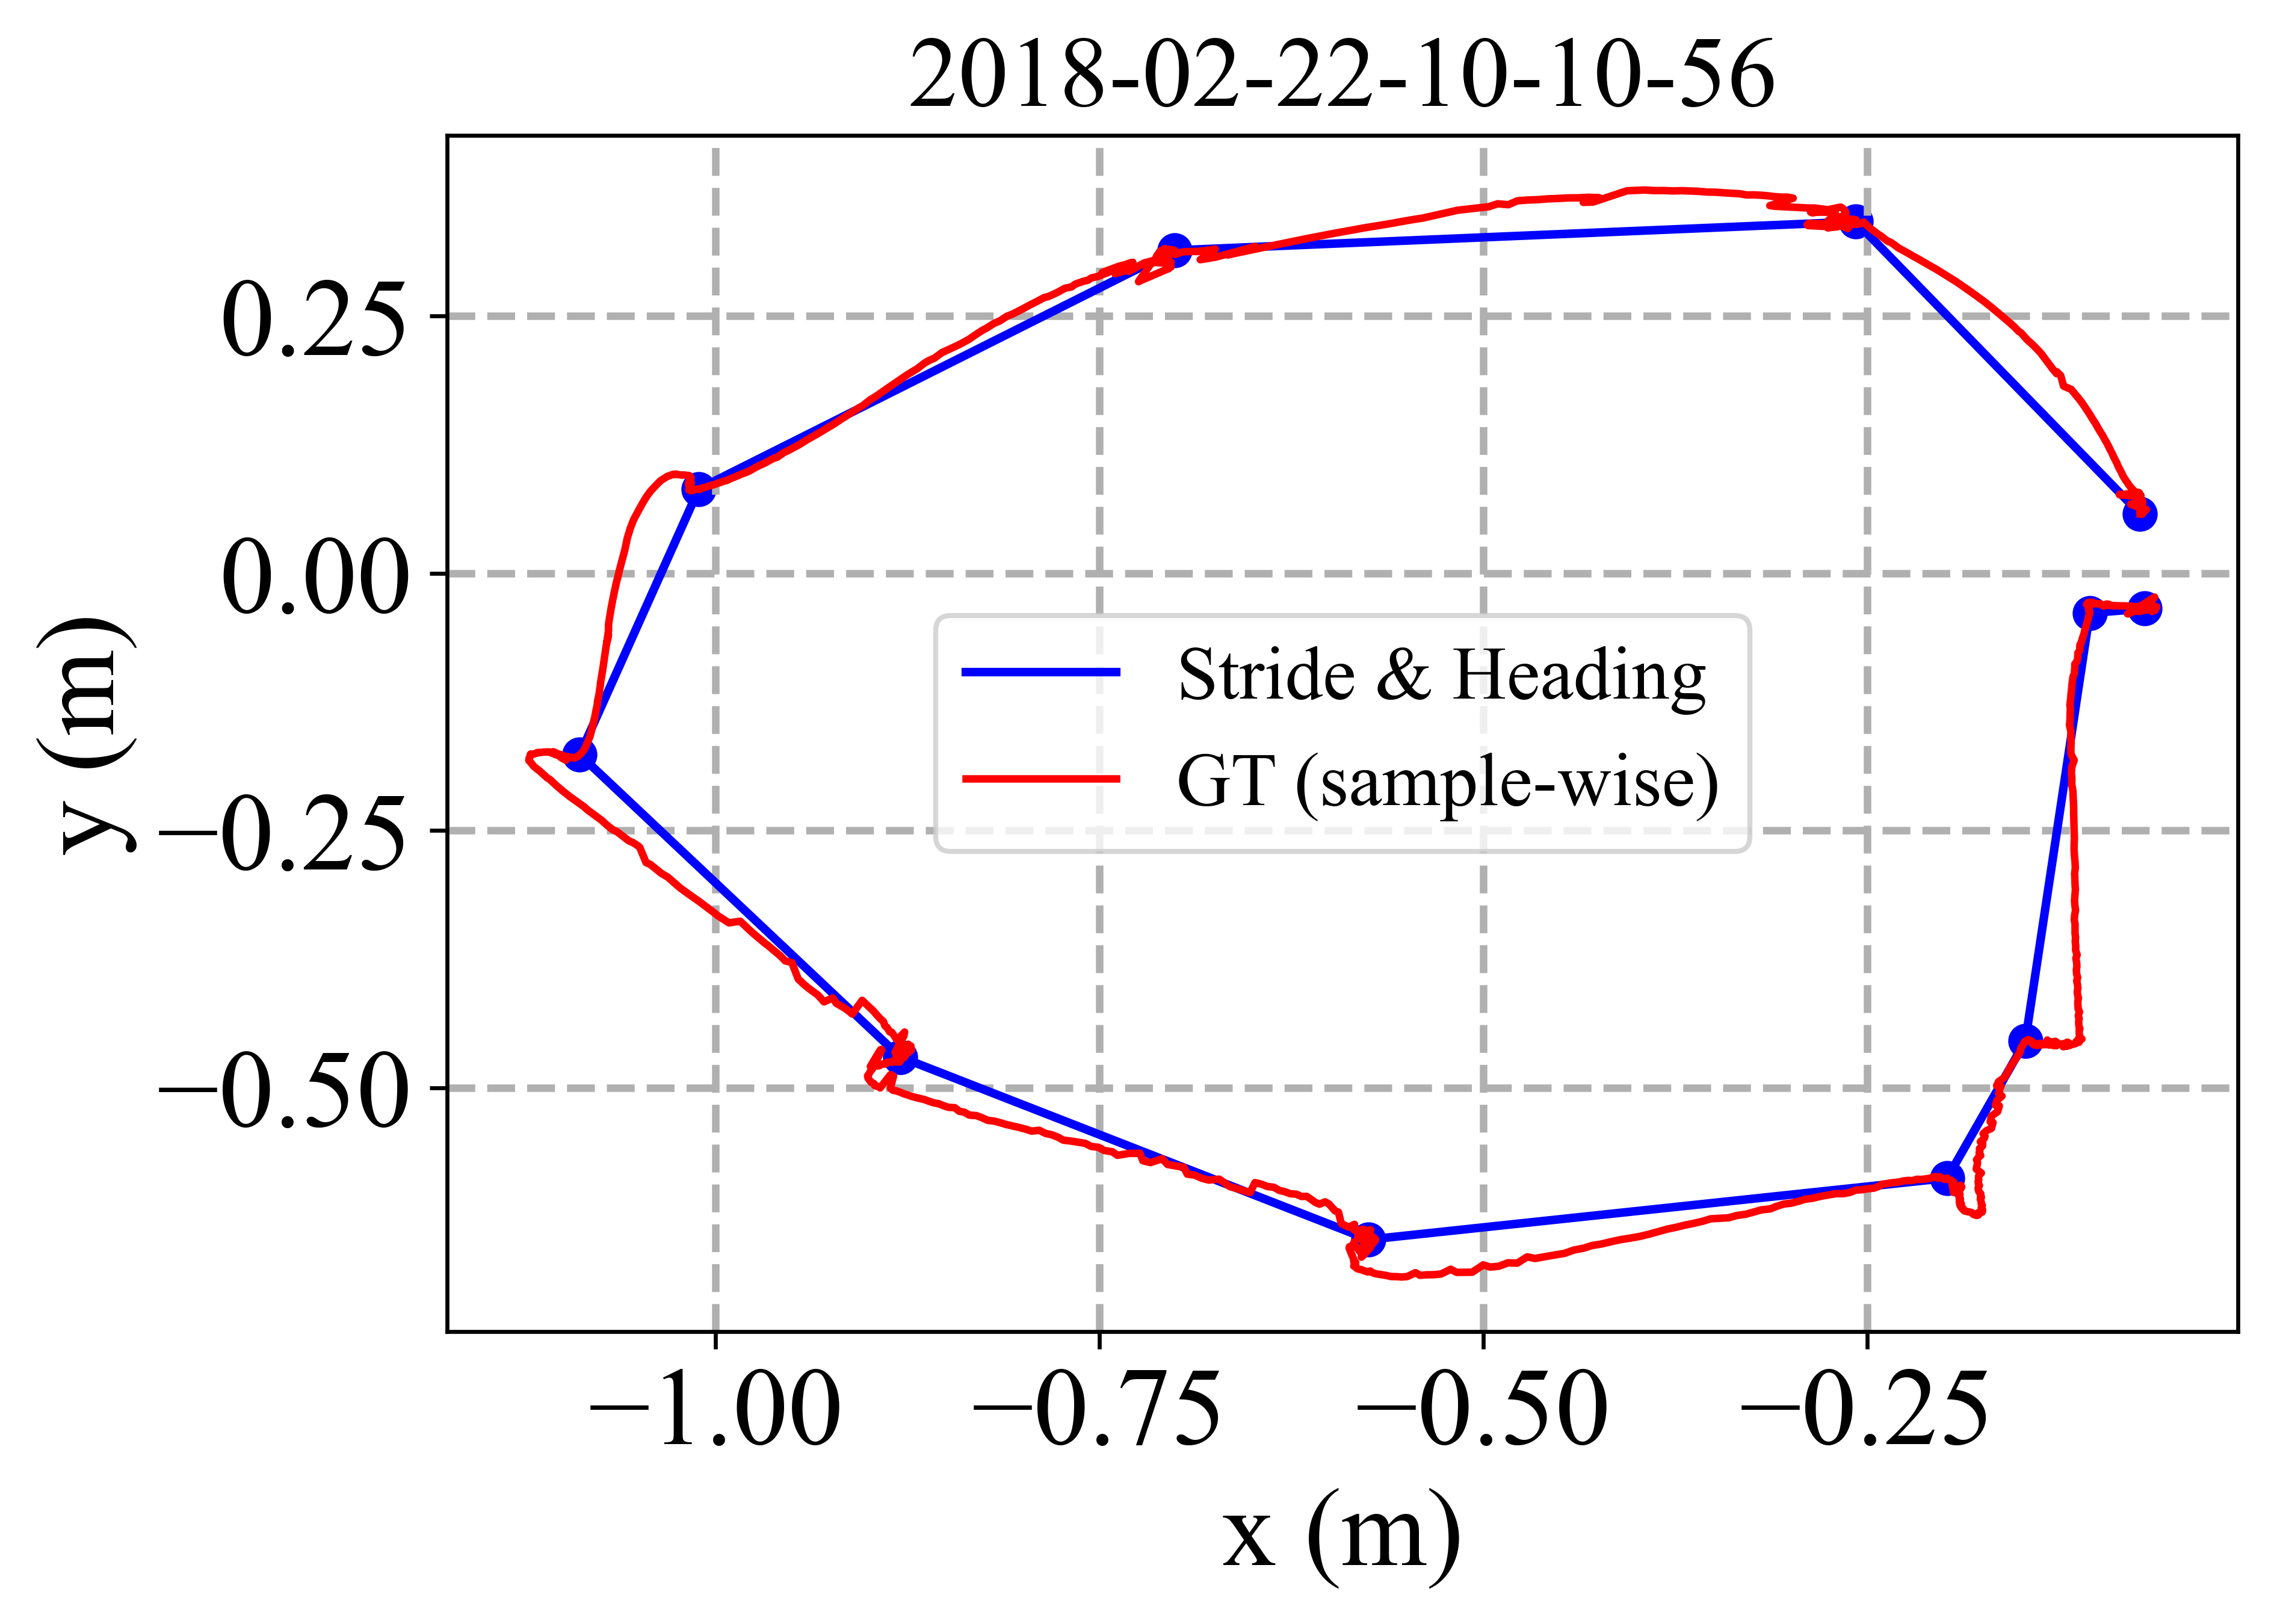 2018-02-22-10-10-56
y (m)
0.25
0.00
−0.25
−0.50
Stride & Heading
GT (sample-wise)
−1.00 −0.75 −0.50 −0.25
x (m)